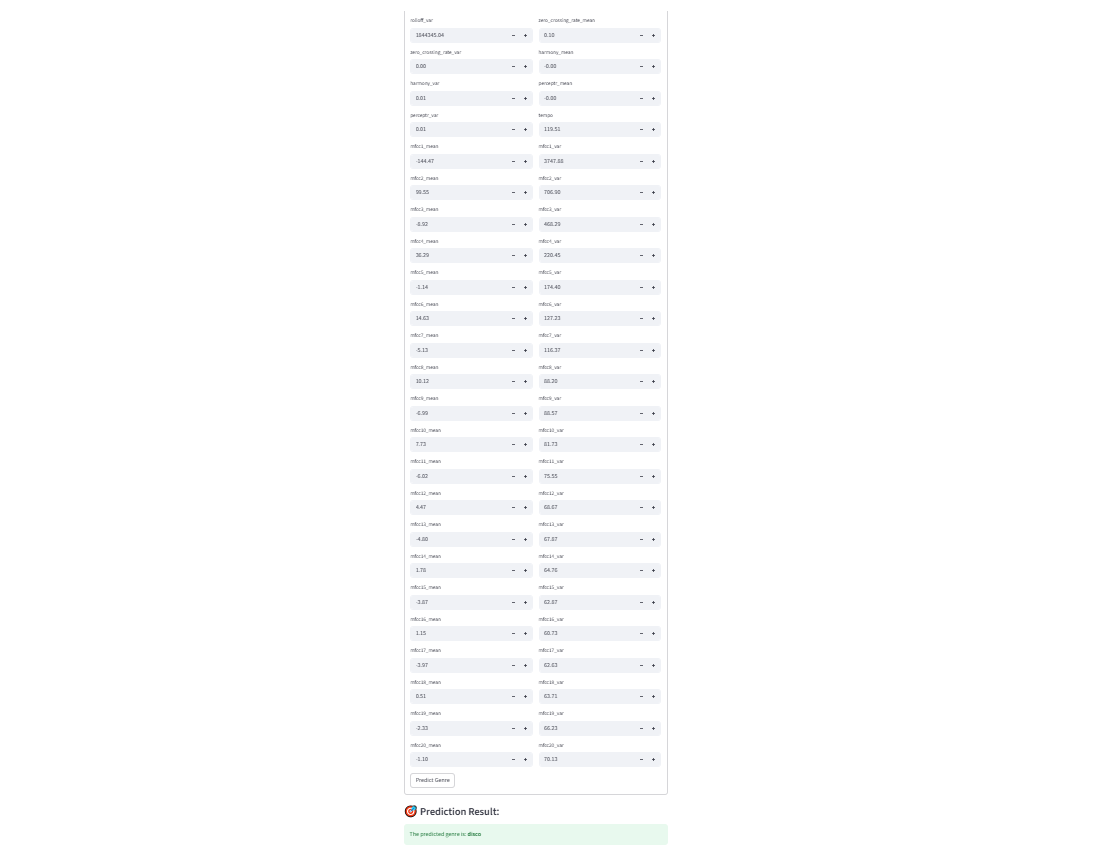 rolloff_var zero_crossing_rate_mean
1844345.04 0.10
zero_crossing_rate_var harmony_mean
0.00 -0.00
harmony_var perceptr_mean
0.01 -0.00
perceptr_var tempo
0.01 119.51
mfcc1_mean mfcc1_var
-144.47 3747.88
mfcc2_mean mfcc2_var
99.55 706.90
mfcc3_mean mfcc3_var
-8.92 468.29
mfcc4_mean mfcc4_var
36.29 220.45
mfcc5_mean mfcc5_var
-1.14 174.40
mfcc6_mean mfcc6_var
14.63 127.23
mfcc7_mean mfcc7_var
-5.13 116.37
mfcc8_mean mfcc8_var
10.12 88.20
mfcc9_mean mfcc9_var
-6.99 88.57
mfcc10_mean mfcc10_var
7.73 81.73
mfcc11_mean mfcc11_var
-6.02 75.55
mfcc12_mean mfcc12_var
4.47 68.67
mfcc13_mean mfcc13_var
-4.80 67.67
mfcc14_mean mfcc14_var
1.78 64.76
mfcc15_mean mfcc15_var
-3.87 62.67
mfcc16_mean mfcc16_var
1.15 60.73
mfcc17_mean mfcc17_var
-3.97 62.63
mfcc18_mean mfcc18_var
0.51 63.71
mfcc19_mean mfcc19_var
-2.33 66.23
mfcc20_mean mfcc20_var
-1.10 70.13
Predict Genre
Prediction Result:
The predicted genre is: disco